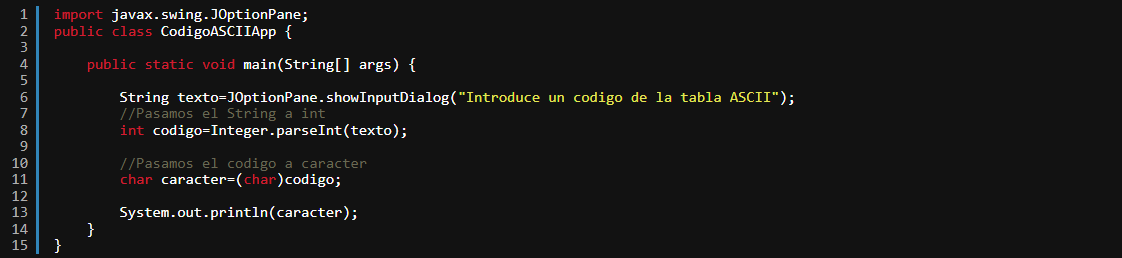 1 import javax.swing.JOptionPane;
2 public class CodigoASCIIApp {
3
4     public static void main(String[] args) {
5
6         String texto=JOptionPane.showInputDialog("Introduce un codigo de la tabla ASCII");
7         //Pasamos el String a int
8         int codigo=Integer.parseInt(texto);
9
10         //Pasamos el codigo a caracter
11         char caracter=(char)codigo;
12
13         System.out.println(caracter);
14     }
15 }